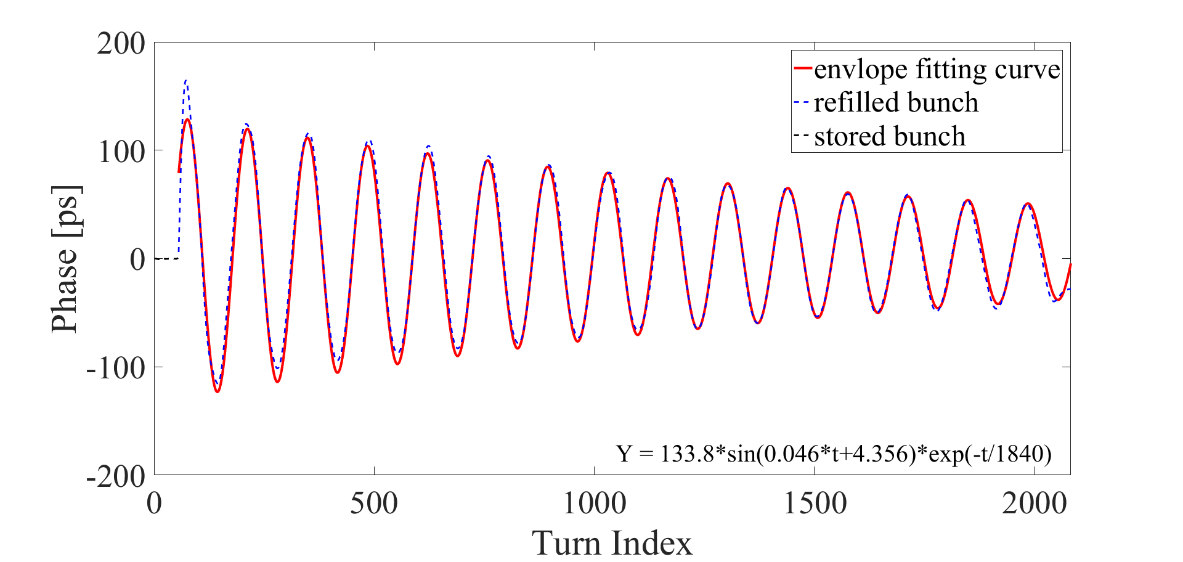 200
100
0
-100
-200
Phase [ps]
envlope fitting curve
refilled bunch
stored bunch
Y = 133.8*sin(0.046*t+4.356)*exp(-t/1840)
0 500 1000 1500 2000
Turn Index